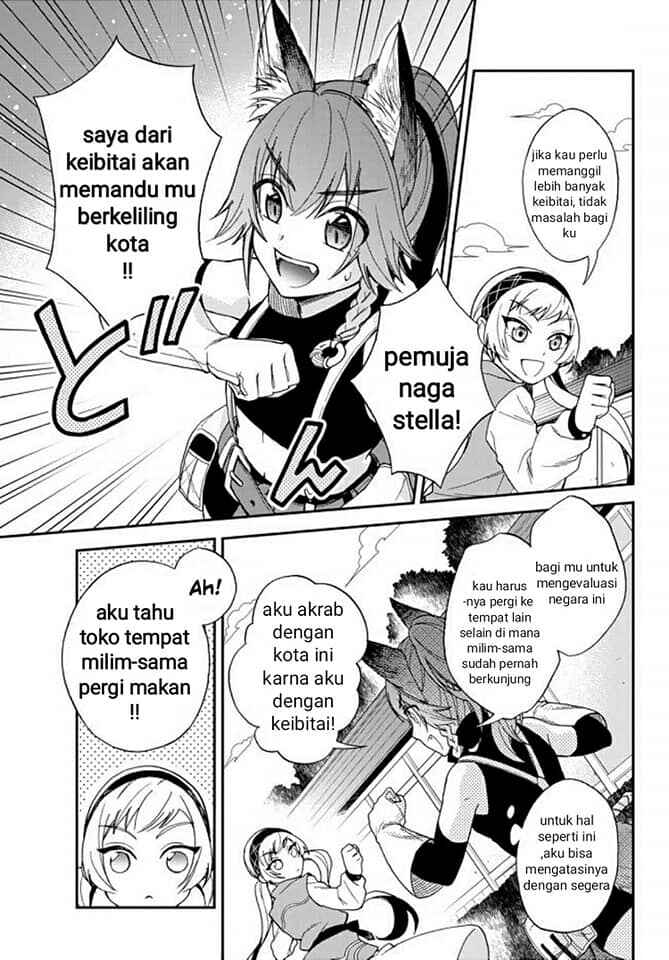 jika kau perlu
memanggil
lebih banyak
keibitai, tidak
masalah bagi
ku
saya dari
keibitai akan
memandu mu
berkeliling
kota
!!
pemuja
naga
stella!
どーん
bagi mu untuk
mengevaluasi
negara ini
kau harus
-nya pergi ke
tempat lain
selain di mana
milim-sama
sudah pernah
berkunjung
aku akrab
dengan
kota ini
karna aku
dengan
keibitai!
untuk hal
seperti ini
,aku bisa
mengatasinya
dengan segera
Ah!
aku tahu
toko tempat
milim-sama
pergi makan
!!